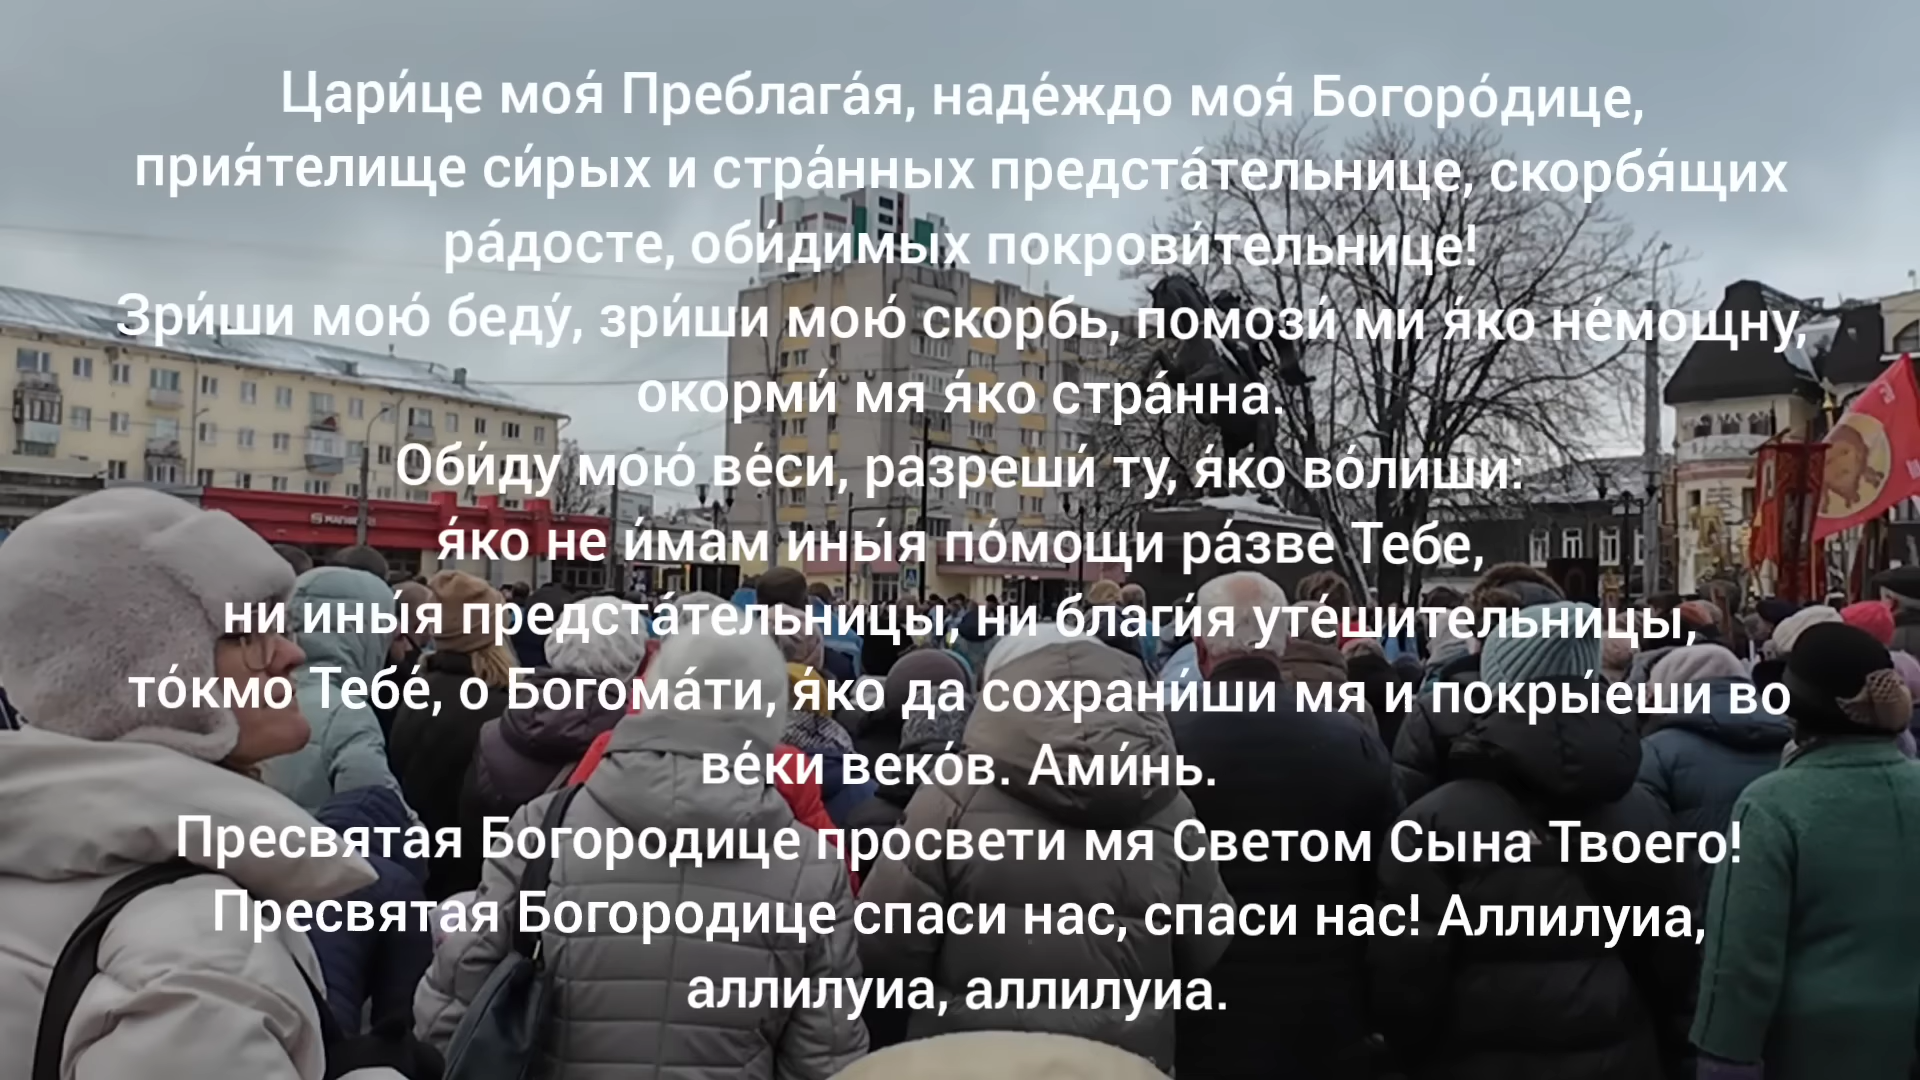 Цари́це моя́ Преблага́я, наде́ждо моя́ Богоро́дице,
прия́телище си́рых и стра́нных предста́тельнице, скорбя́щих
ра́досте, оби́димых покрови́тельнице!
Зри́ши мою́ беду́, зри́ши мою́ скорбь, помози́ ми я́ко не́мощну,
окорми́ мя я́ко стра́нна.
Оби́ду мою́ ве́си, разреши́ ту, я́ко во́лиши:
я́ко не и́мам ины́я по́мощи ра́зве Тебе,
ни ины́я предста́тельницы, ни благи́я уте́шительницы,
то́кмо Тебе́, о Богома́ти, я́ко да сохрани́ши мя и покры́еши во
ве́ки веко́в. Ами́нь.
Пресвятая Богородице просвети мя Светом Сына Твоего!
Пресвятая Богородице спаси нас, спаси нас! Аллилуиа,
аллилуиа, аллилуиа.